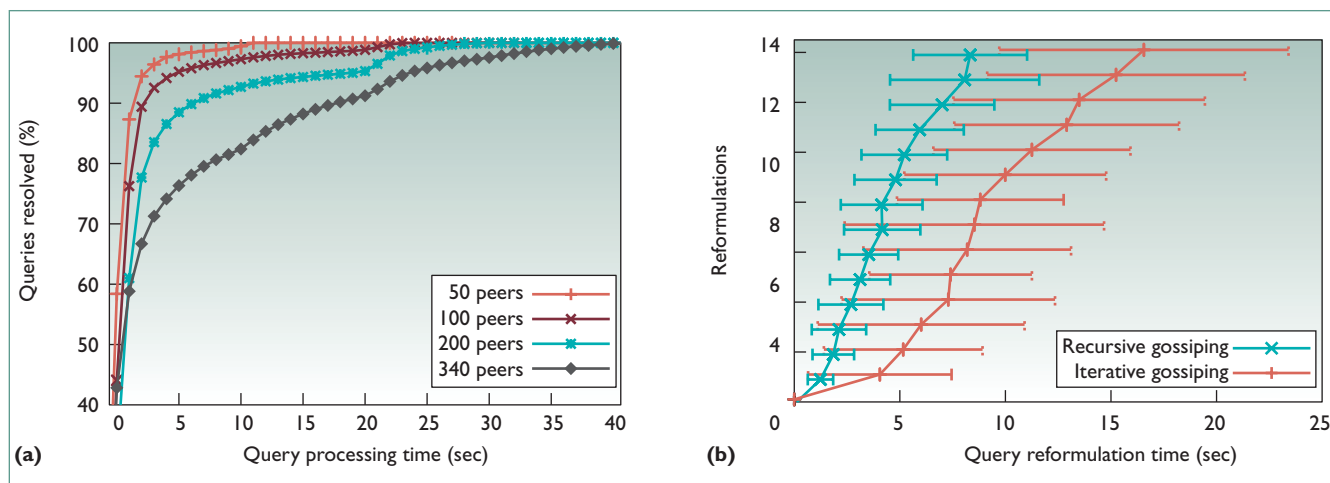 (a)
Queries resolved (%)
100
90
80
70
60
50
40
0 5 10 15 20 25 30 35 40
Query processing time (sec)
50 peers
100 peers
200 peers
340 peers
(b)
Reformulations
14
12
10
8
6
4
0 5 10 15 20 25
Query reformulation time (sec)
Recursive gossiping
Iterative gossiping